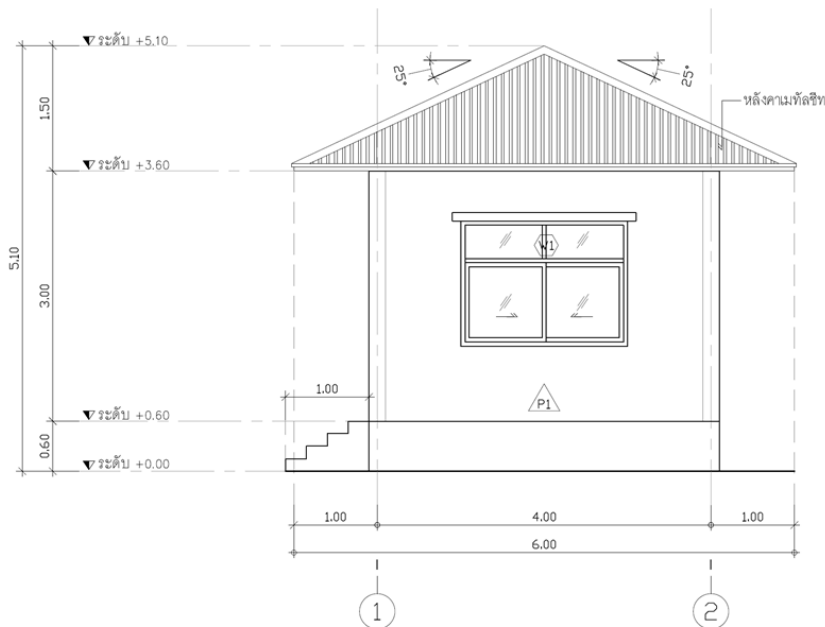 ระดับ +5.10
25°
25°
หลังคาเมทัลชีท
1.50
ระดับ +3.60
5.10
3.00
W1
1.00
P1
ระดับ +0.60
0.60
ระดับ +0.00
1.00
4.00
1.00
6.00
1
2